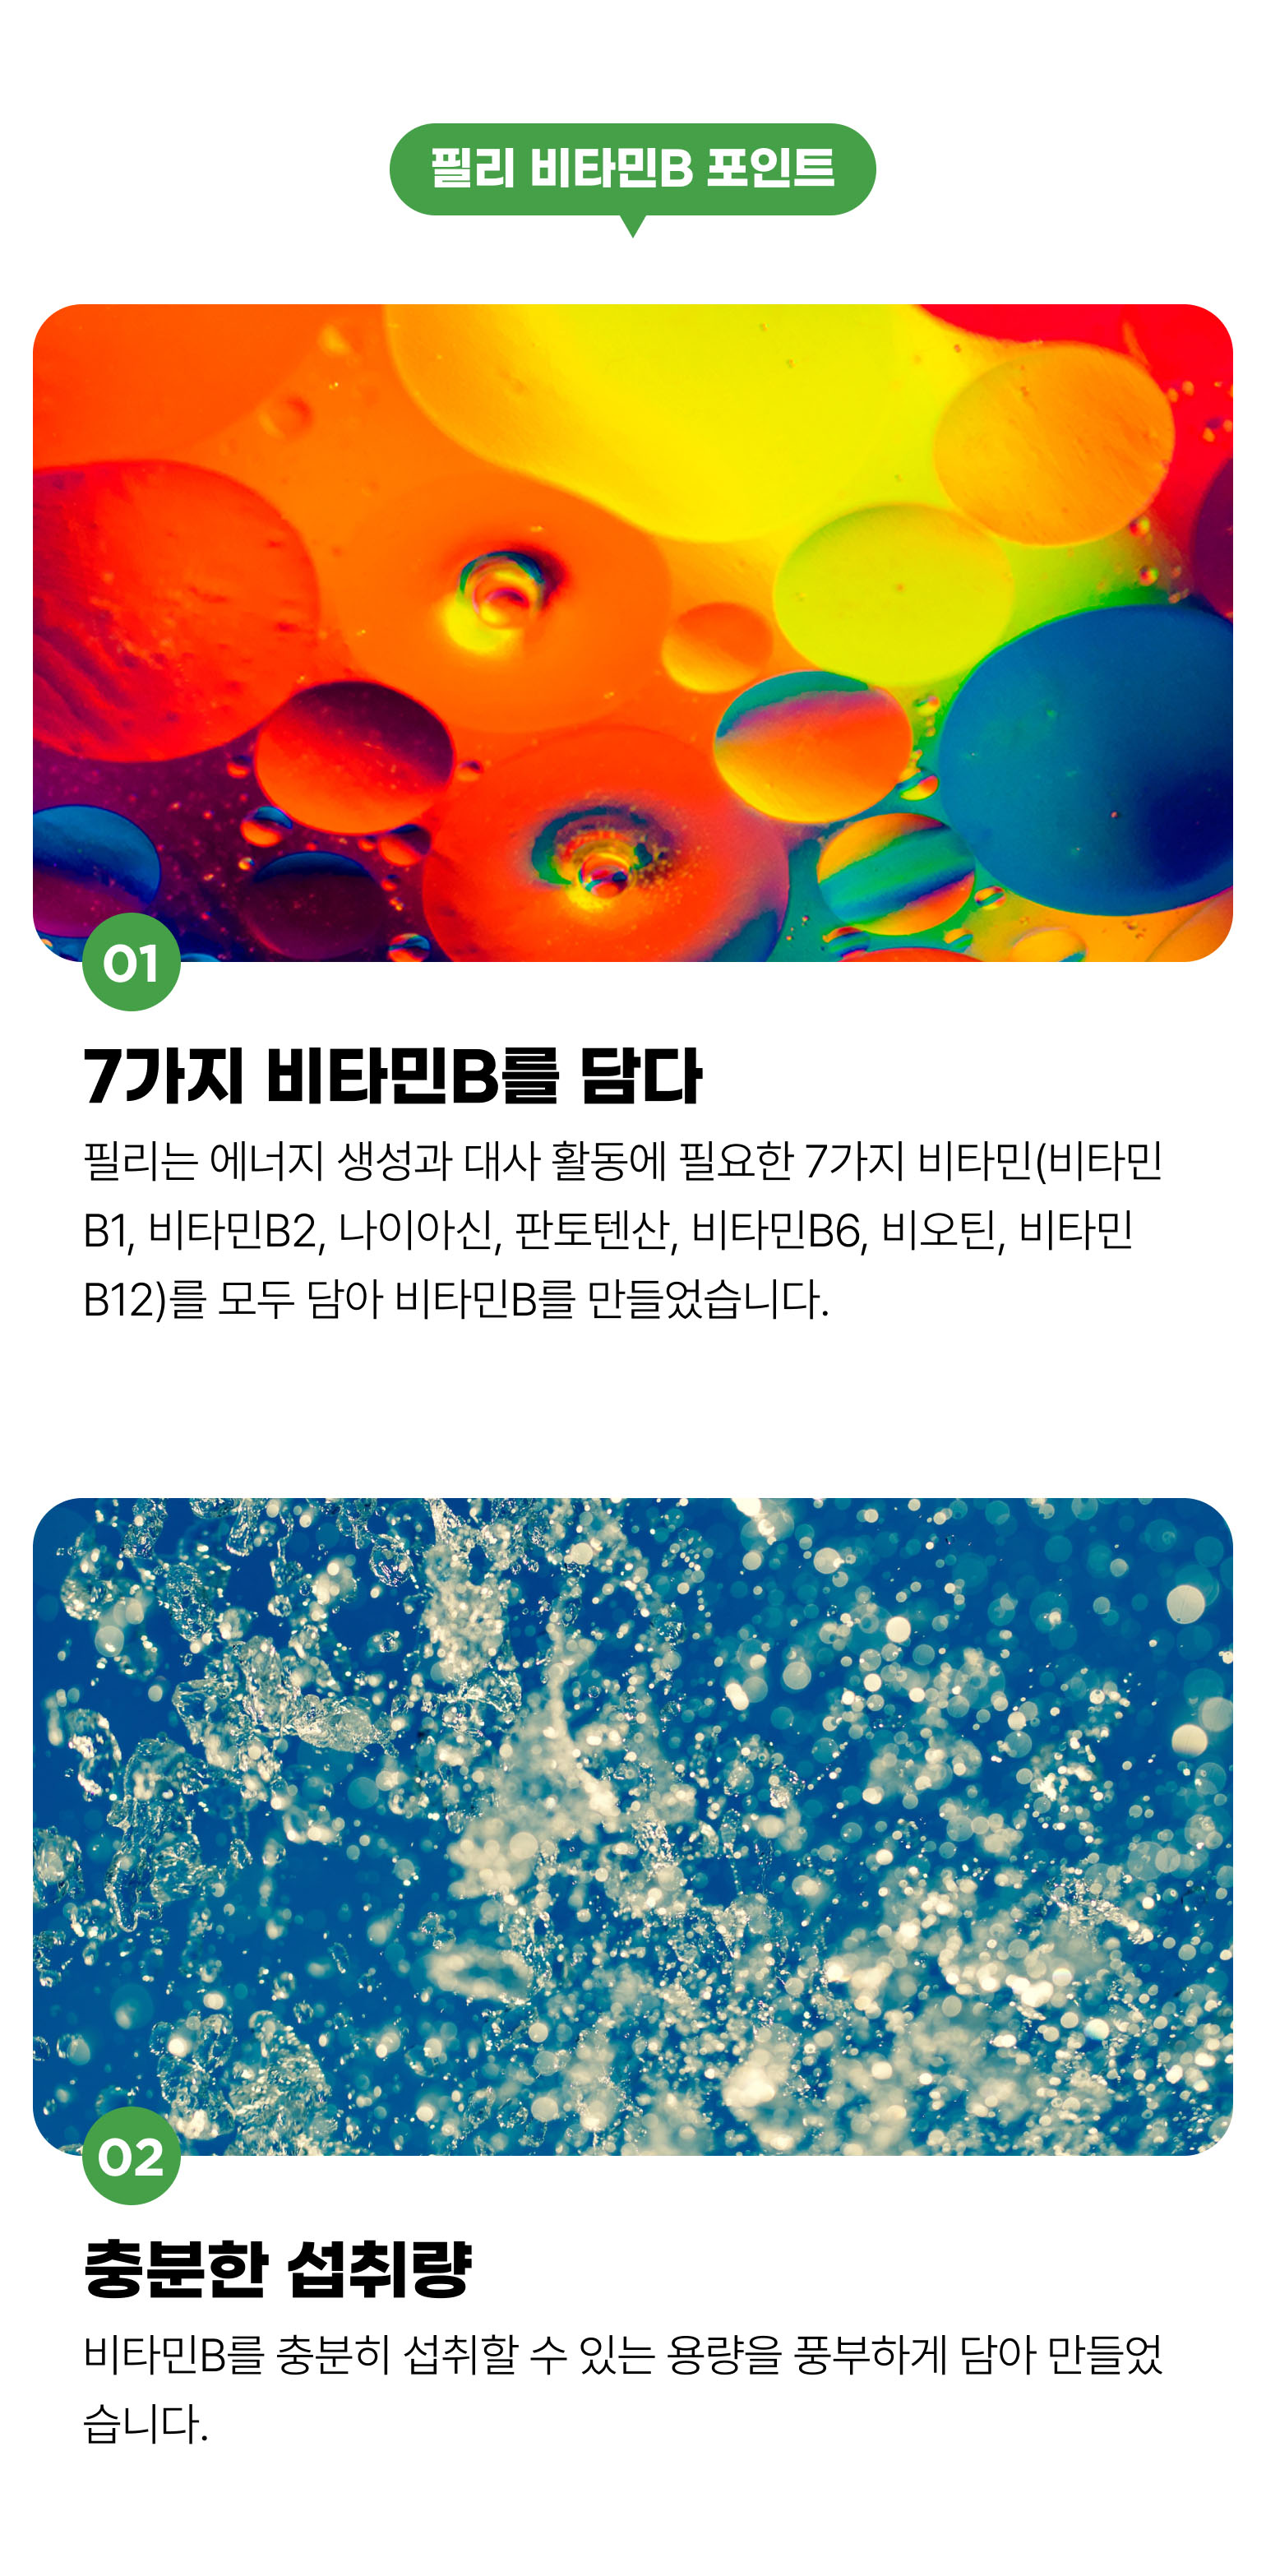 필리 비타민B 포인트
01
7가지 비타민B를 담다
필리는 에너지 생성과 대사 활동에 필요한 7가지 비타민(비타민
B1, 비타민B2, 나이아신, 판토텐산, 비타민B6, 비오틴, 비타민
B12)를 모두 담아 비타민B를 만들었습니다.
02
충분한 섭취량
비타민B를 충분히 섭취할 수 있는 용량을 풍부하게 담아 만들었
습니다.